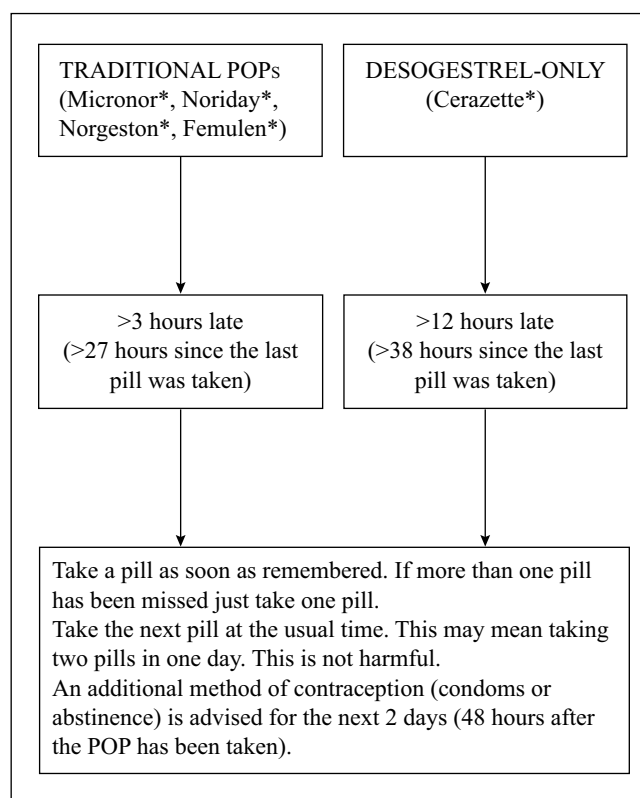 TRADITIONAL POPs
(Micronor*, Noriday*,
Norgeston*, Femulen*)
DESOGESTREL-ONLY
(Cerazette*)
>3 hours late
(>27 hours since the last
pill was taken)
>12 hours late
(>38 hours since the last
pill was taken)
Take a pill as soon as remembered. If more than one pill
has been missed just take one pill.
Take the next pill at the usual time. This may mean taking
two pills in one day. This is not harmful.
An additional method of contraception (condoms or
abstinence) is advised for the next 2 days (48 hours after
the POP has been taken).